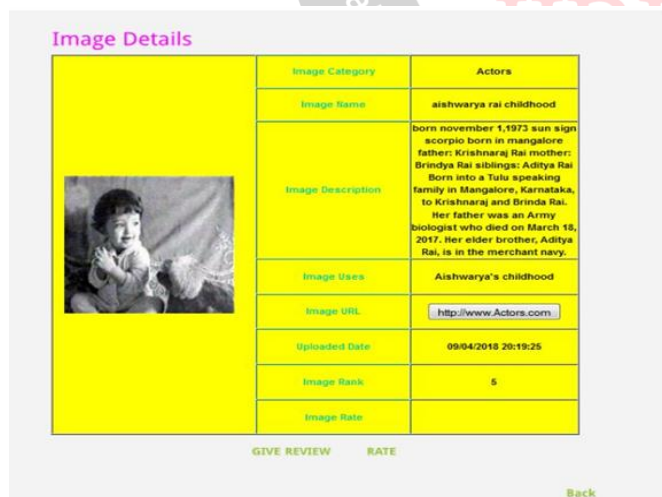 Image Details
Image Category
Actors
Image Name
aishwarya rai childhood
Image Description
born november 1,1973 sun sign
scorpio born in mangalore
father: Krishnaraj Rai mother:
Brindya Rai siblings: Aditya Rai
Born into a Tulu speaking
family in Mangalore, Karnataka,
to Krishnaraj and Brinda Rai.
Her father was an Army
biologist who died on March 18,
2017. Her elder brother, Aditya
Rai, is in the merchant navy.
Image Uses
Aishwarya's childhood
Image URL
http://www.Actors.com
Uploaded Date
09/04/2018 20:19:25
Image Rank
5
Image Rate
GIVE REVIEW RATE
Back